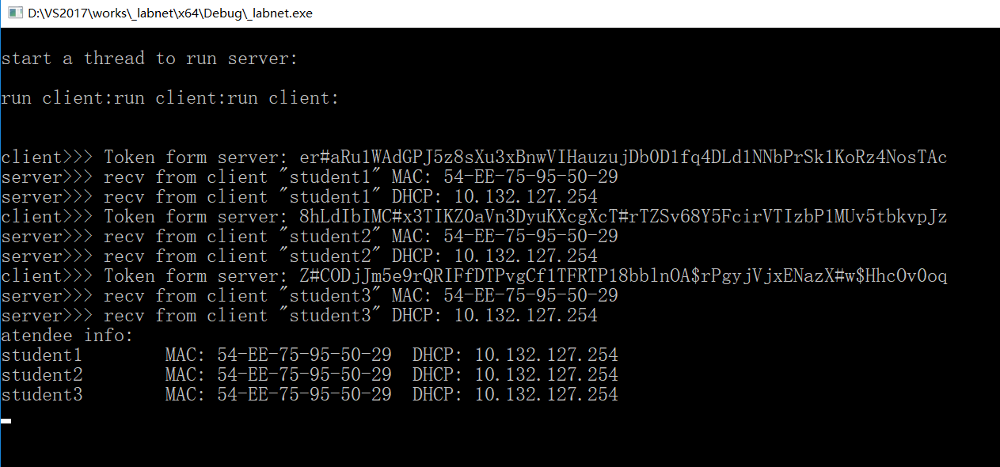 D:\VS2017\works\_labnet\x64\Debug\_labnet.exe
start a thread to run server:
run client:run client:run client:
client>>> Token form server: er#aRu1WAdGPJ5z8sXu3xBnwVIHauzujDbOD1fq4DLd1NNbPrSk1KoRz4NosTAc
server>>> recv from client "student1" MAC: 54-EE-75-95-50-29
server>>> recv from client "student1" DHCP: 10.132.127.254
client>>> Token form server: 8hLdIbIMC#x3TIKZOaVn3DyuKXcgXcT#rTZSv68Y5FcirVTIzbP1MUv5tbkvpJz
server>>> recv from client "student2" MAC: 54-EE-75-95-50-29
server>>> recv from client "student2" DHCP: 10.132.127.254
client>>> Token form server: Z#CODjJm5e9rQRIFfDTPvgCf1TFRTP18bblnOA$rPgyjVjxENazX#w$HhcOv0oq
server>>> recv from client "student3" MAC: 54-EE-75-95-50-29
server>>> recv from client "student3" DHCP: 10.132.127.254
atendee info:
student1 MAC: 54-EE-75-95-50-29 DHCP: 10.132.127.254
student2 MAC: 54-EE-75-95-50-29 DHCP: 10.132.127.254
student3 MAC: 54-EE-75-95-50-29 DHCP: 10.132.127.254